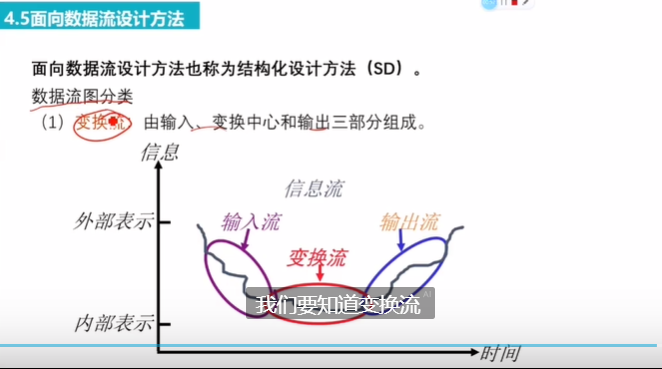 4.5面向数据流设计方法
面向数据流设计方法也称为结构化设计方法（SD）。
数据流图分类
（1）变换流：由输入、变换中心和输出三部分组成。
信息
信息流
外部表示
输入流
输出流
变换流
我们要知道变换流
内部表示
时间